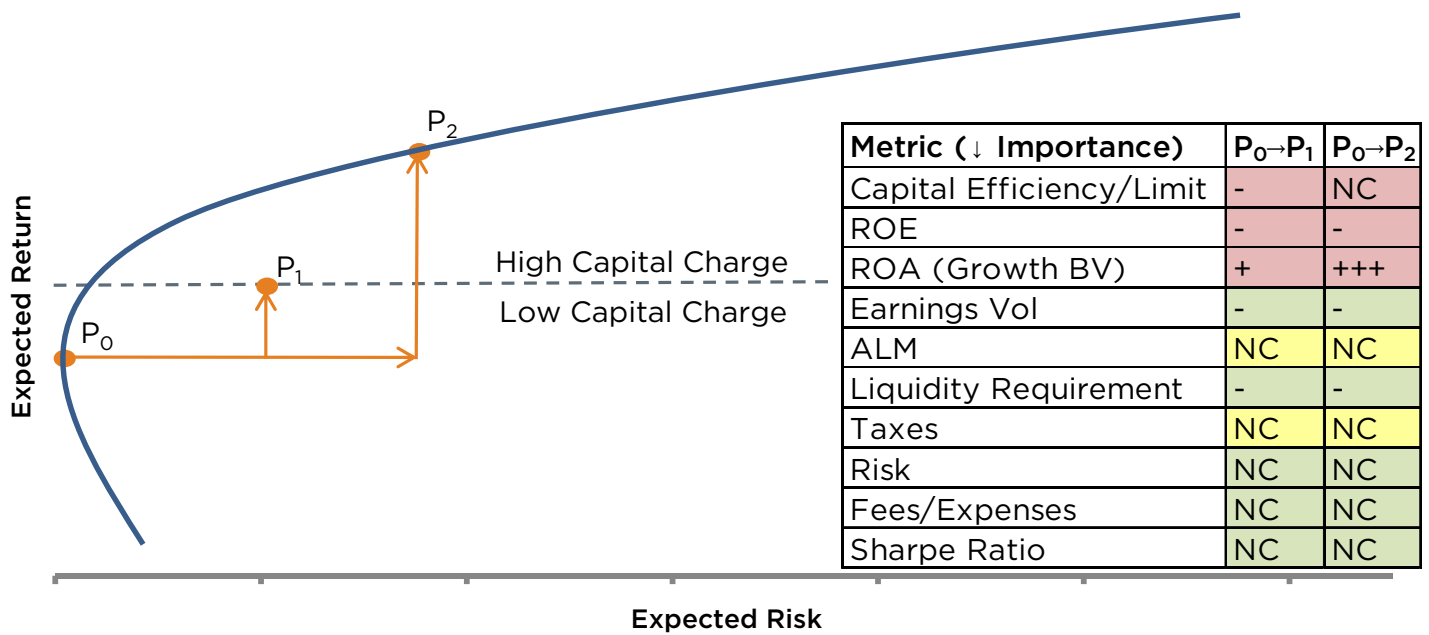 P₂
P₁
P₀
High Capital Charge
Low Capital Charge
Expected Return
Expected Risk
Metric (↓ Importance) P₀→P₁ P₀→P₂
Capital Efficiency/Limit - NC
ROE - -
ROA (Growth BV) + +++
Earnings Vol - -
ALM NC NC
Liquidity Requirement - -
Taxes NC NC
Risk NC NC
Fees/Expenses NC NC
Sharpe Ratio NC NC